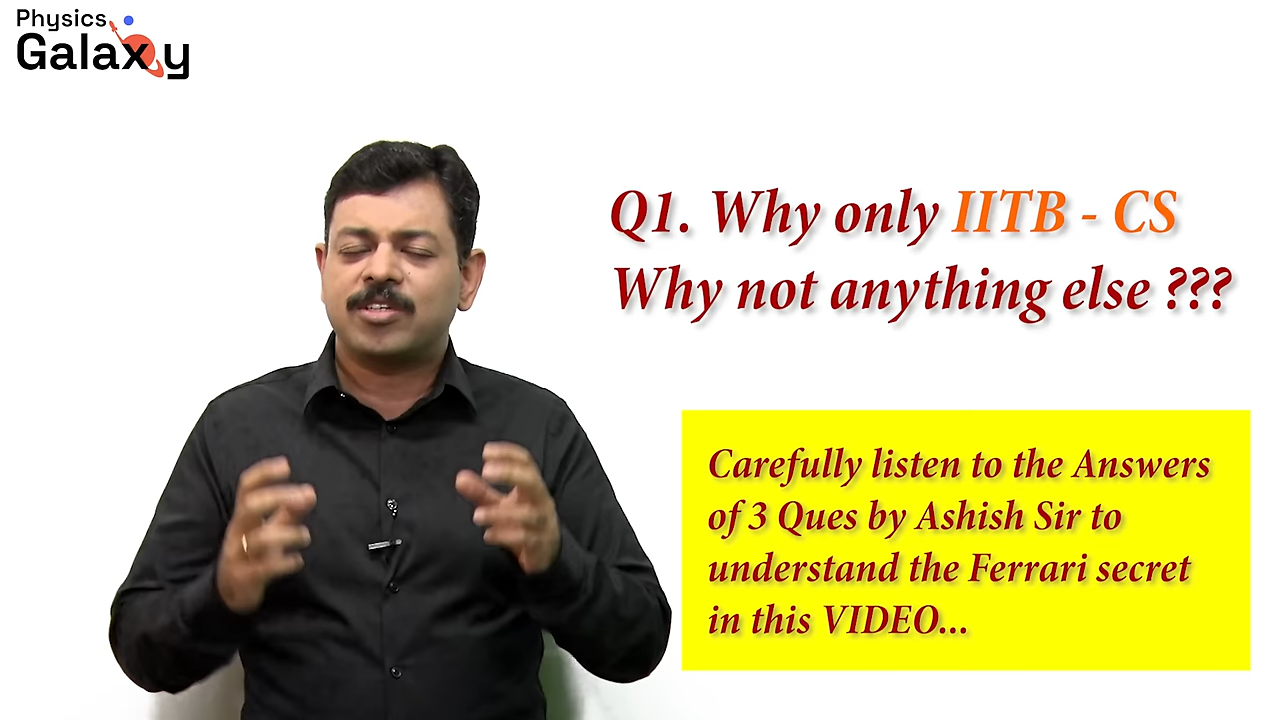 Physics
Galaxy
Q1. Why only IITB - CS
Why not anything else ???
Carefully listen to the Answers
of 3 Ques by Ashish Sir to
understand the Ferrari secret
in this VIDEO...